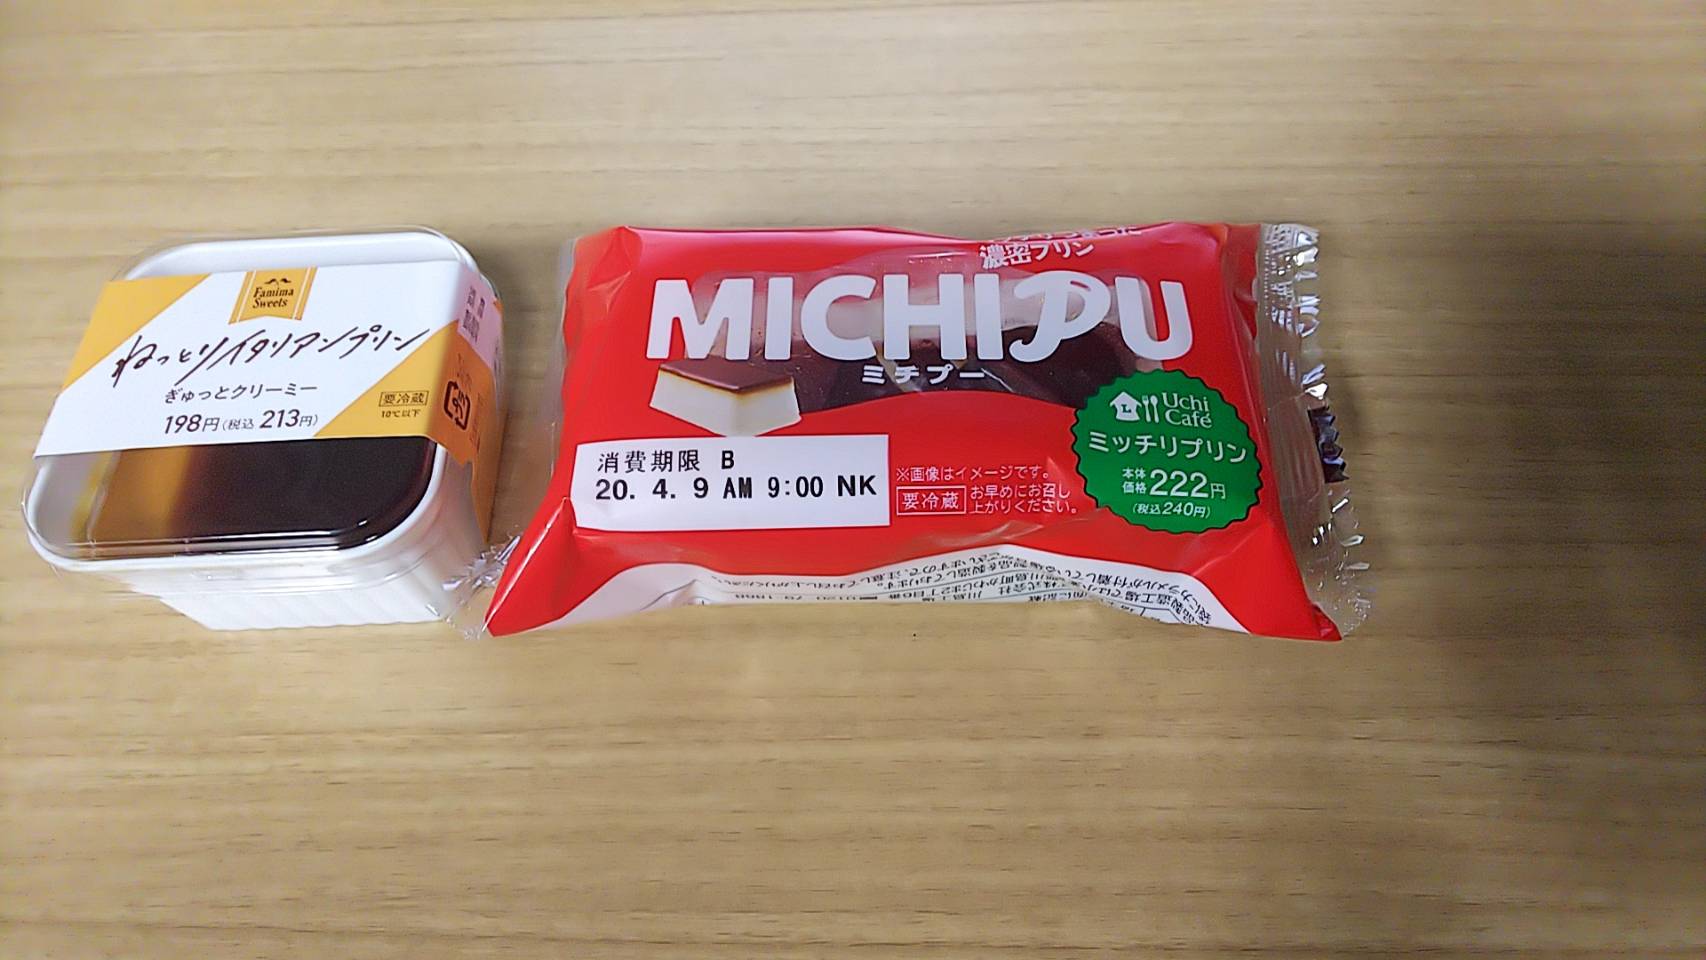 Famima
Sweets
ねっとりイタリアンプリン
ぎゅっとクリーミー
198円(税込213円)
要冷蔵
10℃以下
濃密プリン
MICHIPU
ミチプー
消費期限 B
20. 4. 9 AM 9:00 NK
※画像はイメージです。
要冷蔵
お早めにお召し
上がりください。
L
Uchi
Café
ミッチリプリン
本体
価格222円
(税込240円)